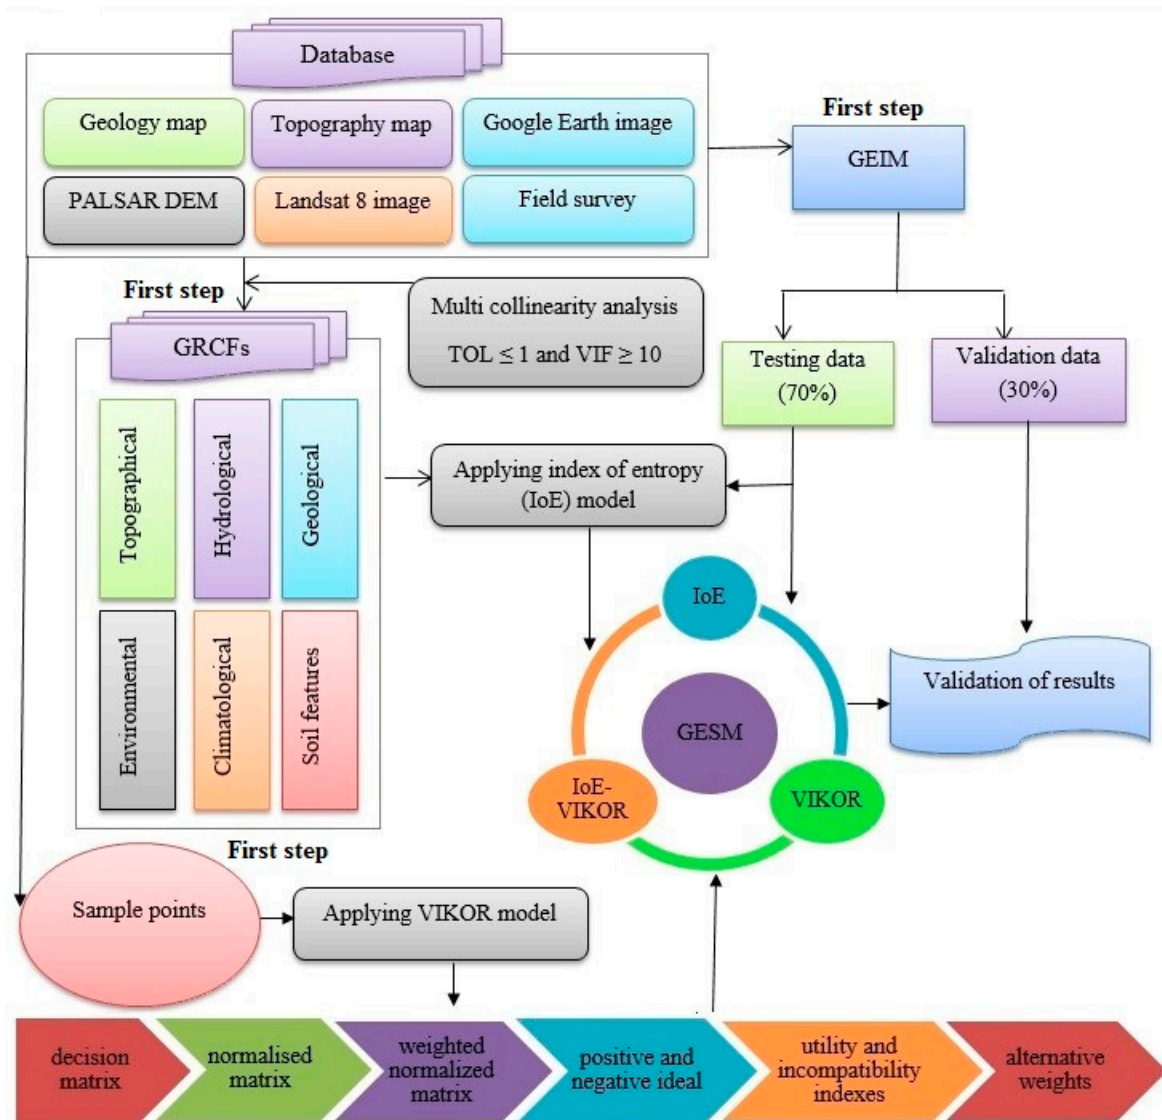 Database
Geology map
Topography map
Google Earth image
PALSAR DEM
Landsat 8 image
Field survey
First step
GEIM
First step
GRCFs
Multi collinearity analysis
TOL ≤ 1 and VIF ≥ 10
Testing data
(70%)
Validation data
(30%)
Topographical
Hydrological
Geological
Environmental
Climatological
Soil features
Applying index of entropy
(IoE) model
IoE
GESM
IoE-
VIKOR
VIKOR
Validation of results
First step
Sample points
Applying VIKOR model
decision
matrix
normalised
matrix
weighted
normalized
matrix
positive and
negative ideal
utility and
incompatibility
indexes
alternative
weights